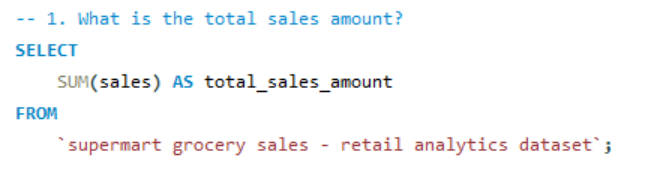 -- 1. What is the total sales amount?
SELECT
SUM(sales) AS total_sales_amount
FROM
`supermart grocery sales - retail analytics dataset`;